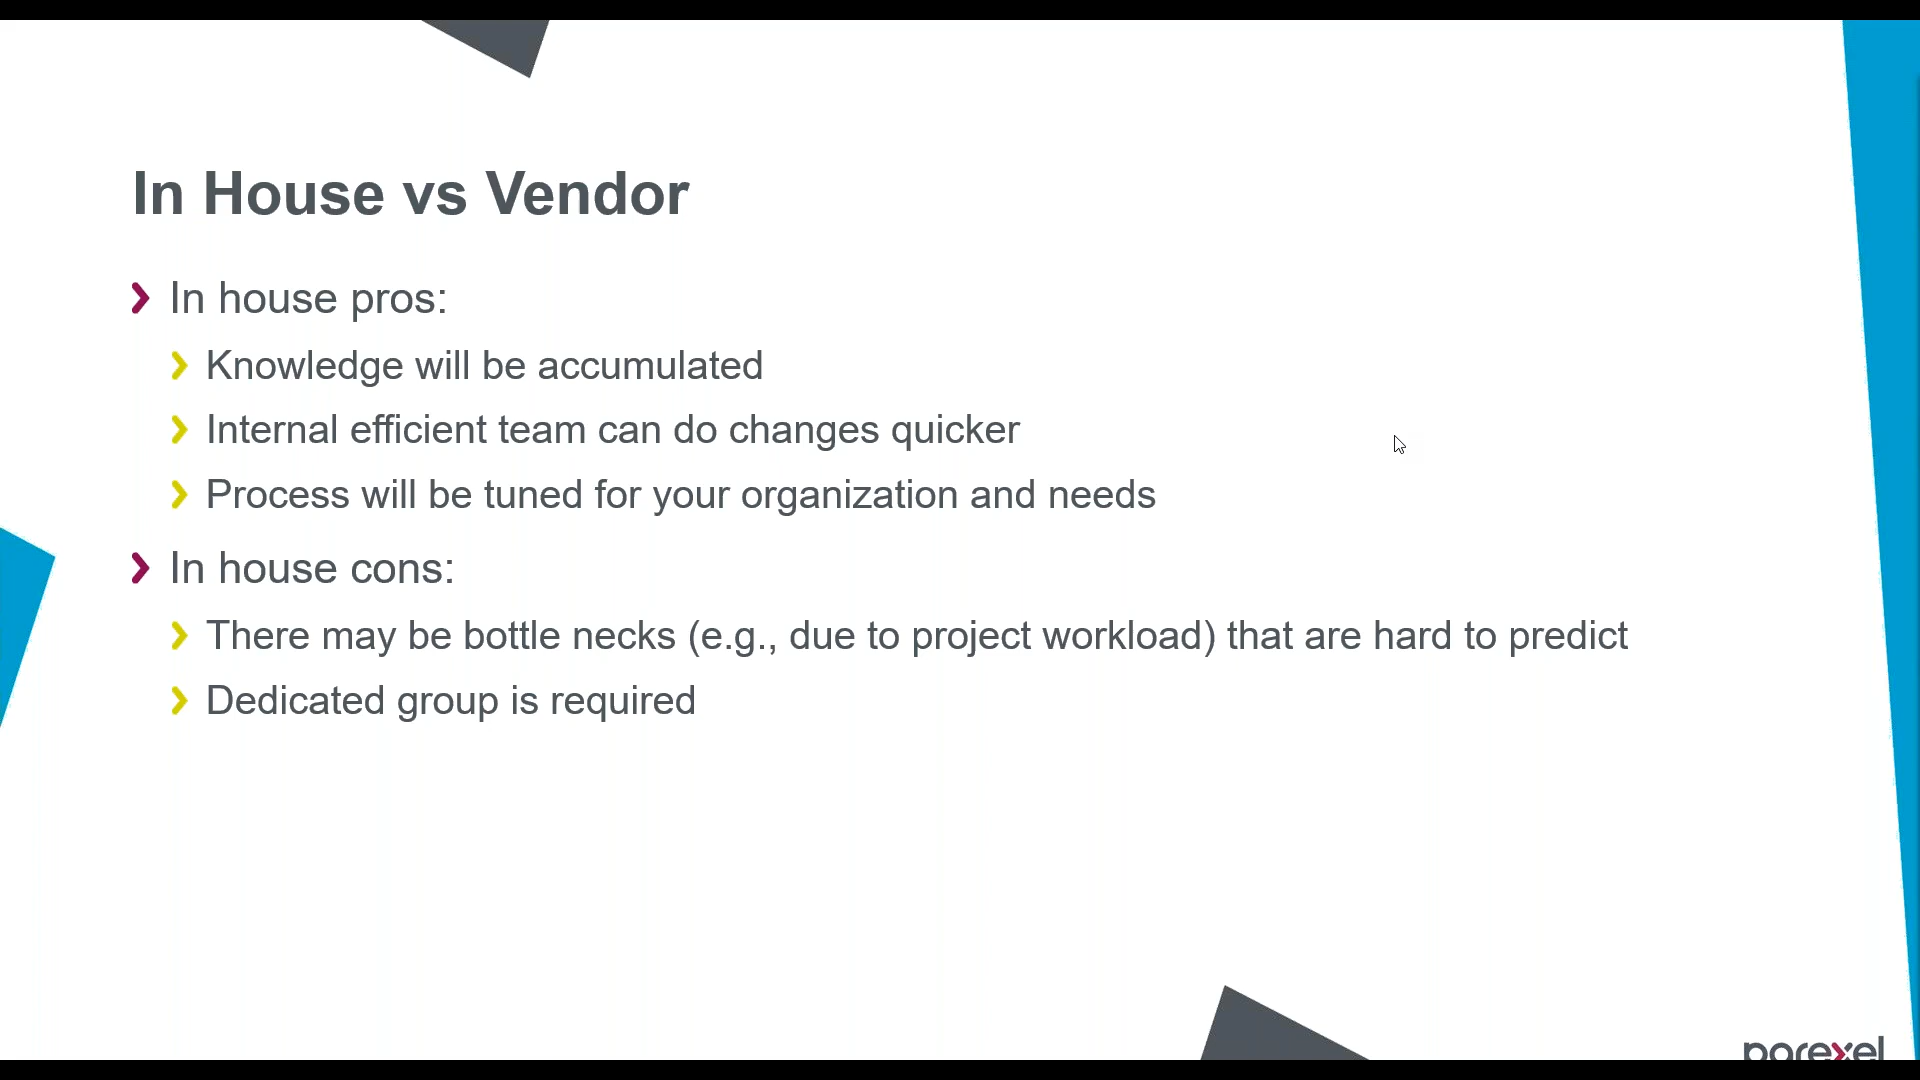 In House vs Vendor
In house pros:
Knowledge will be accumulated
Internal efficient team can do changes quicker
Process will be tuned for your organization and needs
In house cons:
There may be bottle necks (e.g., due to project workload) that are hard to predict
Dedicated group is required
parexel